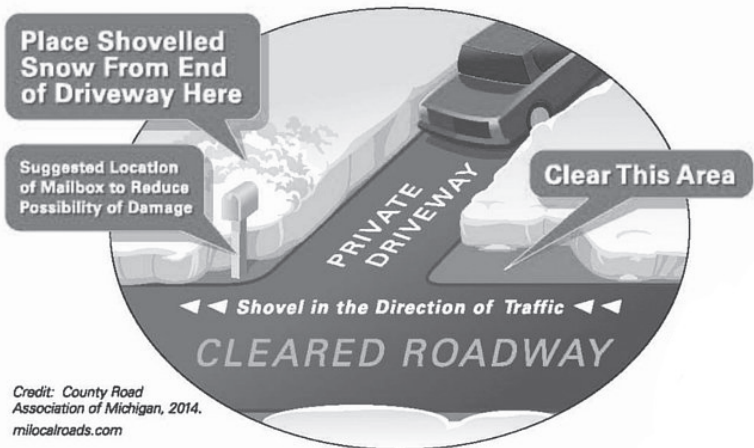 Place Shovelled
Snow From End
of Driveway Here
Suggested Location
of Mailbox to Reduce
Possibility of Damage
Clear This Area
PRIVATE
DRIVEWAY
Shovel in the Direction of Traffic
CLEARED ROADWAY
Credit: County Road
Association of Michigan, 2014.
milocalroads.com